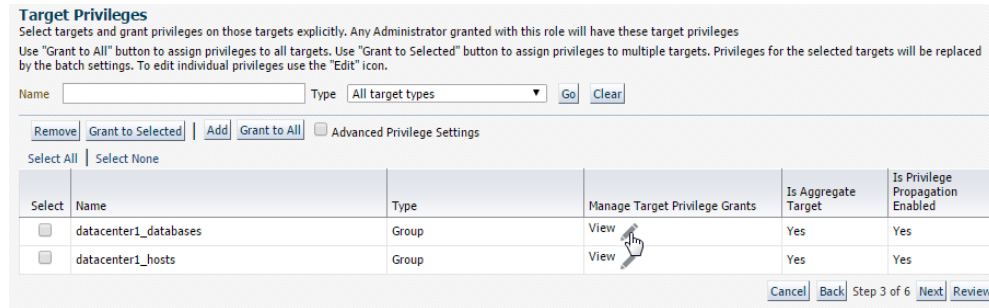 Target Privileges
Select targets and grant privileges on those targets explicitly. Any Administrator granted with this role will have these target privileges
Use "Grant to All" button to assign privileges to all targets. Use "Grant to Selected" button to assign privileges to multiple targets. Privileges for the selected targets will be replaced
by the batch settings. To edit individual privileges use the "Edit" icon.
Name Type All target types Go Clear
Remove Grant to Selected | Add Grant to All Advanced Privilege Settings
Select All | Select None
Select Name Type Manage Target Privilege Grants Is Aggregate Target Is Privilege Propagation Enabled
datacenter1_databases Group View Yes Yes
datacenter1_hosts Group View Yes Yes
Cancel Back Step 3 of 6 Next Review